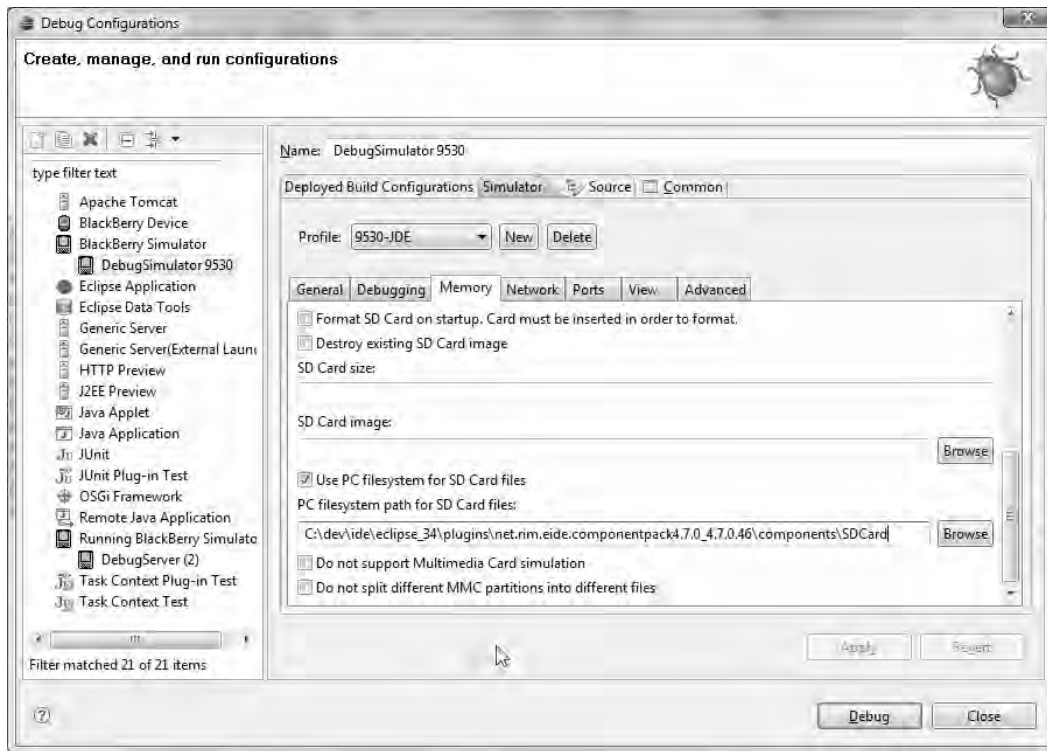 Debug Configurations
Create, manage, and run configurations
type filter text
Apache Tomcat
BlackBerry Device
BlackBerry Simulator
DebugSimulator 9530
Eclipse Application
Eclipse Data Tools
Generic Server
Generic Server(External Laun
HTTP Preview
J2EE Preview
Java Applet
Java Application
JUnit
JUnit Plug-in Test
OSGi Framework
Remote Java Application
Running BlackBerry Simulato
DebugServer (2)
Task Context Plug-in Test
Task Context Test
Filter matched 21 of 21 items
Name: DebugSimulator 9530
Deployed Build Configurations Simulator Source Common
Profile: 9530-JDE New Delete
General Debugging Memory Network Ports View Advanced
Format SD Card on startup. Card must be inserted in order to format.
Destroy existing SD Card image
SD Card size:
SD Card image:
Browse
Use PC filesystem for SD Card files
PC filesystem path for SD Card files:
C:\dev\ide\eclipse_34\plugins\net.rim.eide.componentpack4.7.0_4.7.0.46\components\SDCard Browse
Do not support Multimedia Card simulation
Do not split different MMC partitions into different files
Apply Revert
Debug Close